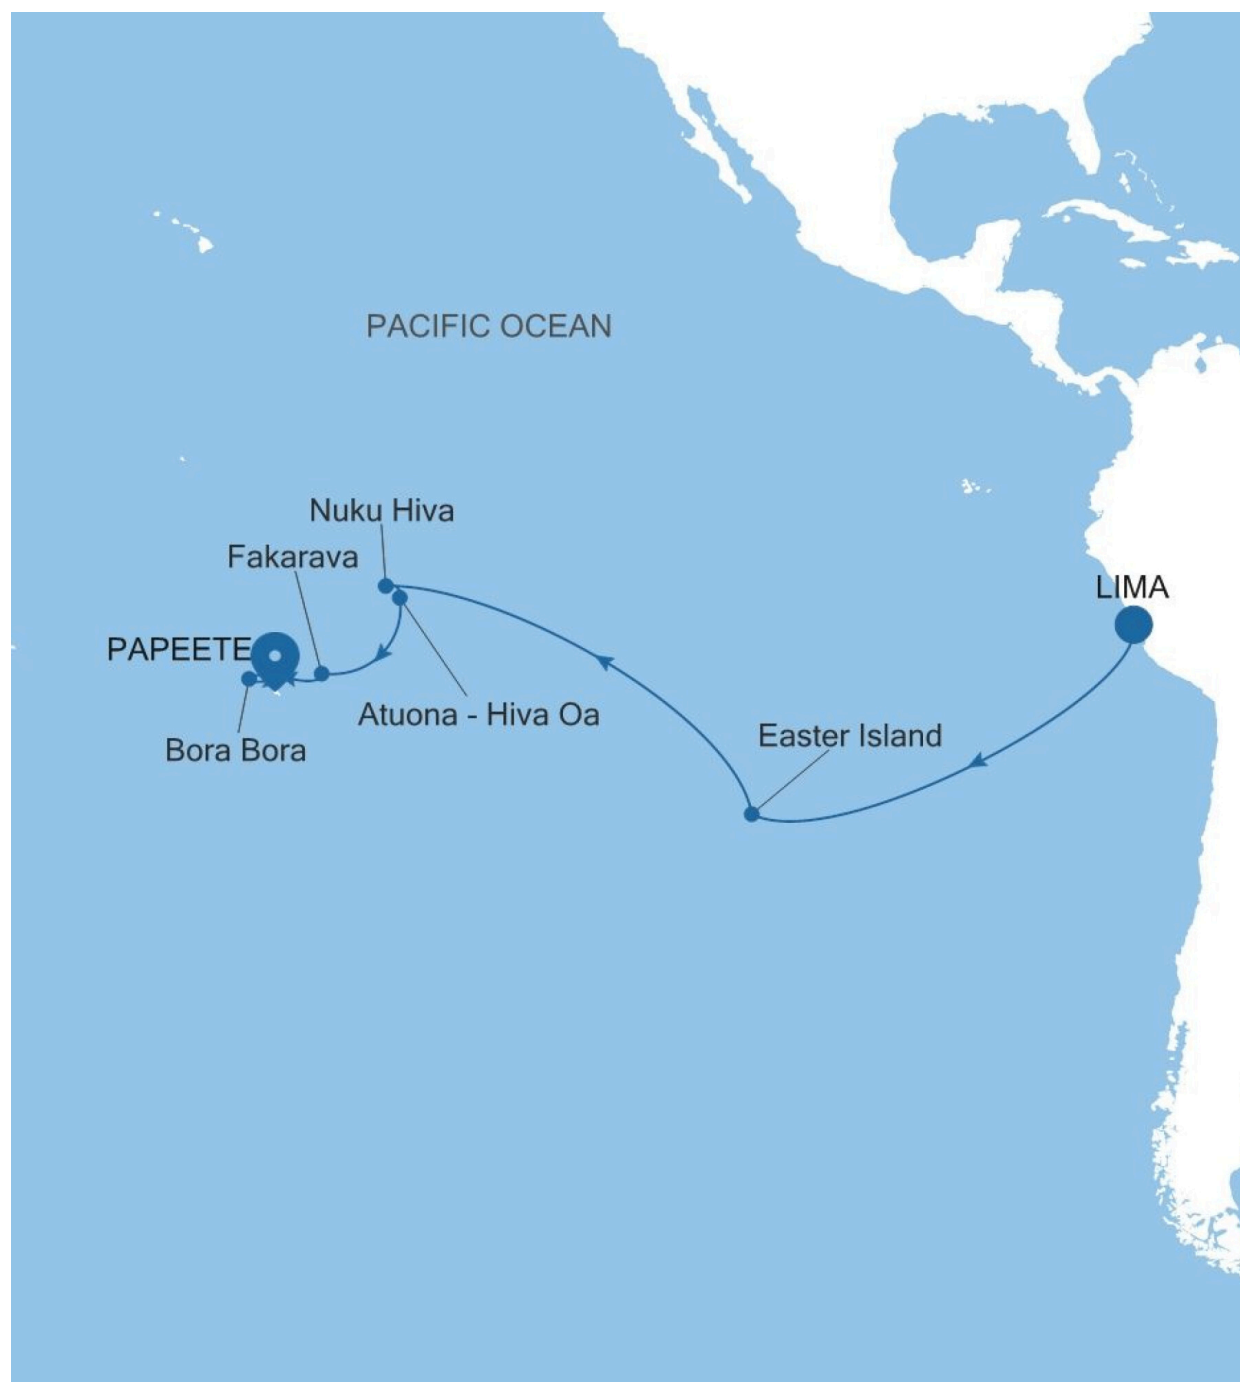 PACIFIC OCEAN
Nuku Hiva
Fakarava
LIMA
PAPEETE
Atuona - Hiva Oa
Easter Island
Bora Bora